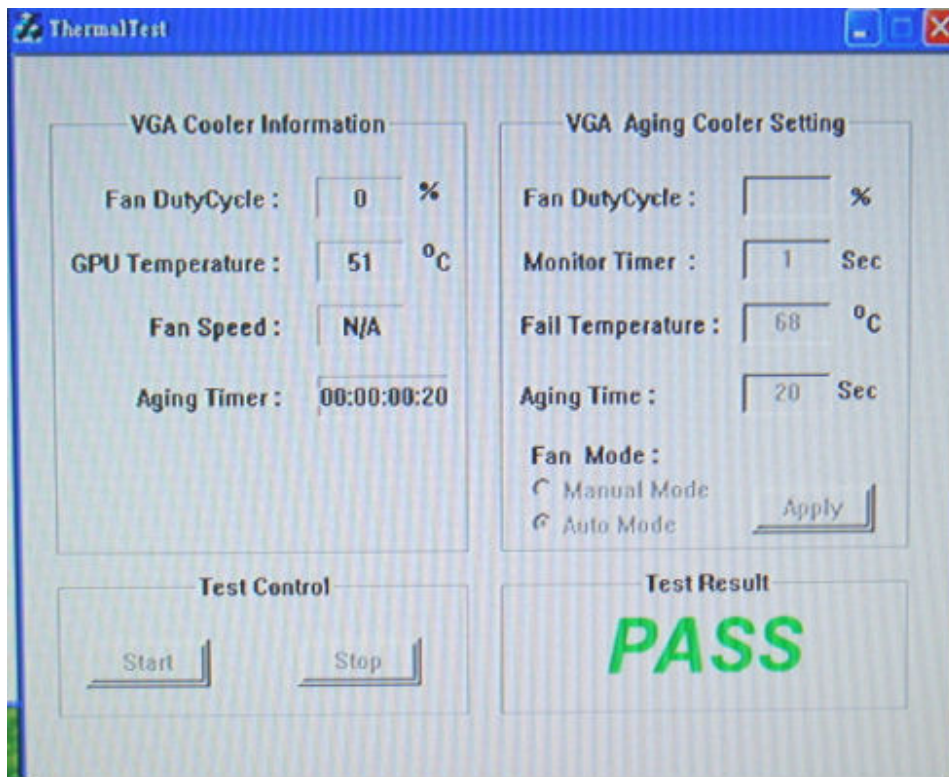 ThermalTest
VGA Cooler Information
Fan DutyCycle : 0 %
GPU Temperature : 51 ºC
Fan Speed : N/A
Aging Timer : 00:00:00:20
VGA Aging Cooler Setting
Fan DutyCycle : %
Monitor Timer : 1 Sec
Fail Temperature : 68 ºC
Aging Time : 20 Sec
Fan Mode :
Manual Mode
Auto Mode
Apply
Test Control
Start Stop
Test Result
PASS